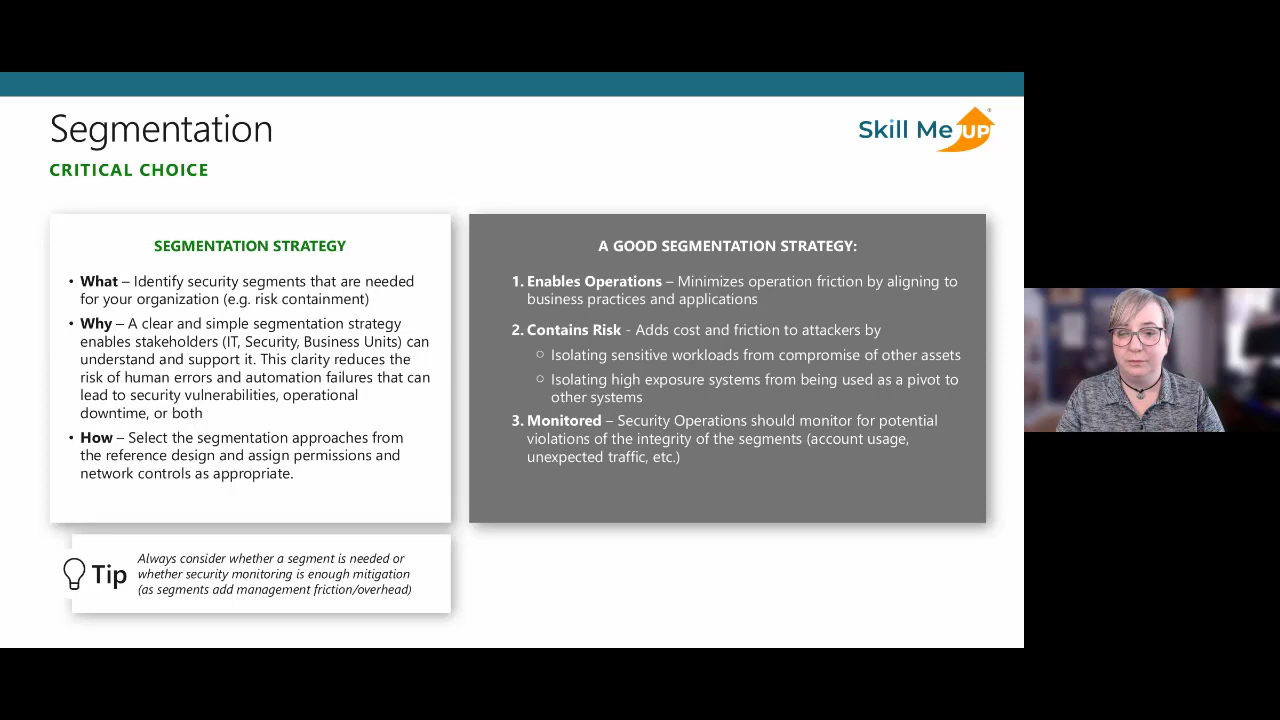 Segmentation
CRITICAL CHOICE
Skill Me UP®
SEGMENTATION STRATEGY
• What – Identify security segments that are needed
for your organization (e.g. risk containment)
• Why – A clear and simple segmentation strategy
enables stakeholders (IT, Security, Business Units) can
understand and support it. This clarity reduces the
risk of human errors and automation failures that can
lead to security vulnerabilities, operational
downtime, or both
• How – Select the segmentation approaches from
the reference design and assign permissions and
network controls as appropriate.
Tip
Always consider whether a segment is needed or
whether security monitoring is enough mitigation
(as segments add management friction/overhead)
A GOOD SEGMENTATION STRATEGY:
1. Enables Operations – Minimizes operation friction by aligning to
business practices and applications
2. Contains Risk - Adds cost and friction to attackers by
○ Isolating sensitive workloads from compromise of other assets
○ Isolating high exposure systems from being used as a pivot to
other systems
3. Monitored – Security Operations should monitor for potential
violations of the integrity of the segments (account usage,
unexpected traffic, etc.)